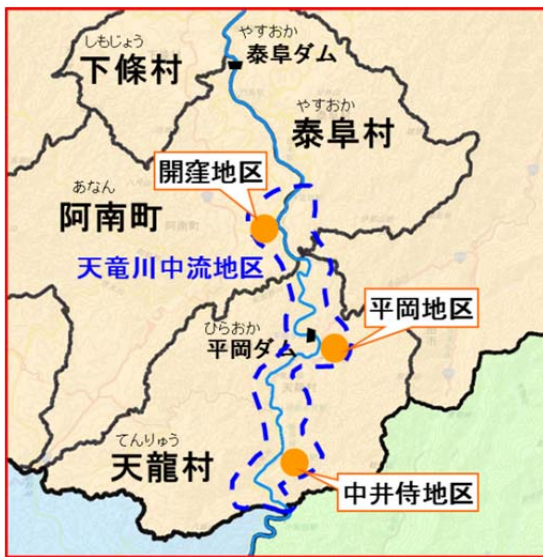 しもじょう
下條村
やすおか
泰阜ダム
やすおか
泰阜村
開窪地区
あなん
阿南町
天竜川中流地区
平岡地区
ひらおか
平岡ダム
てんりゅう
天龍村
中井侍地区